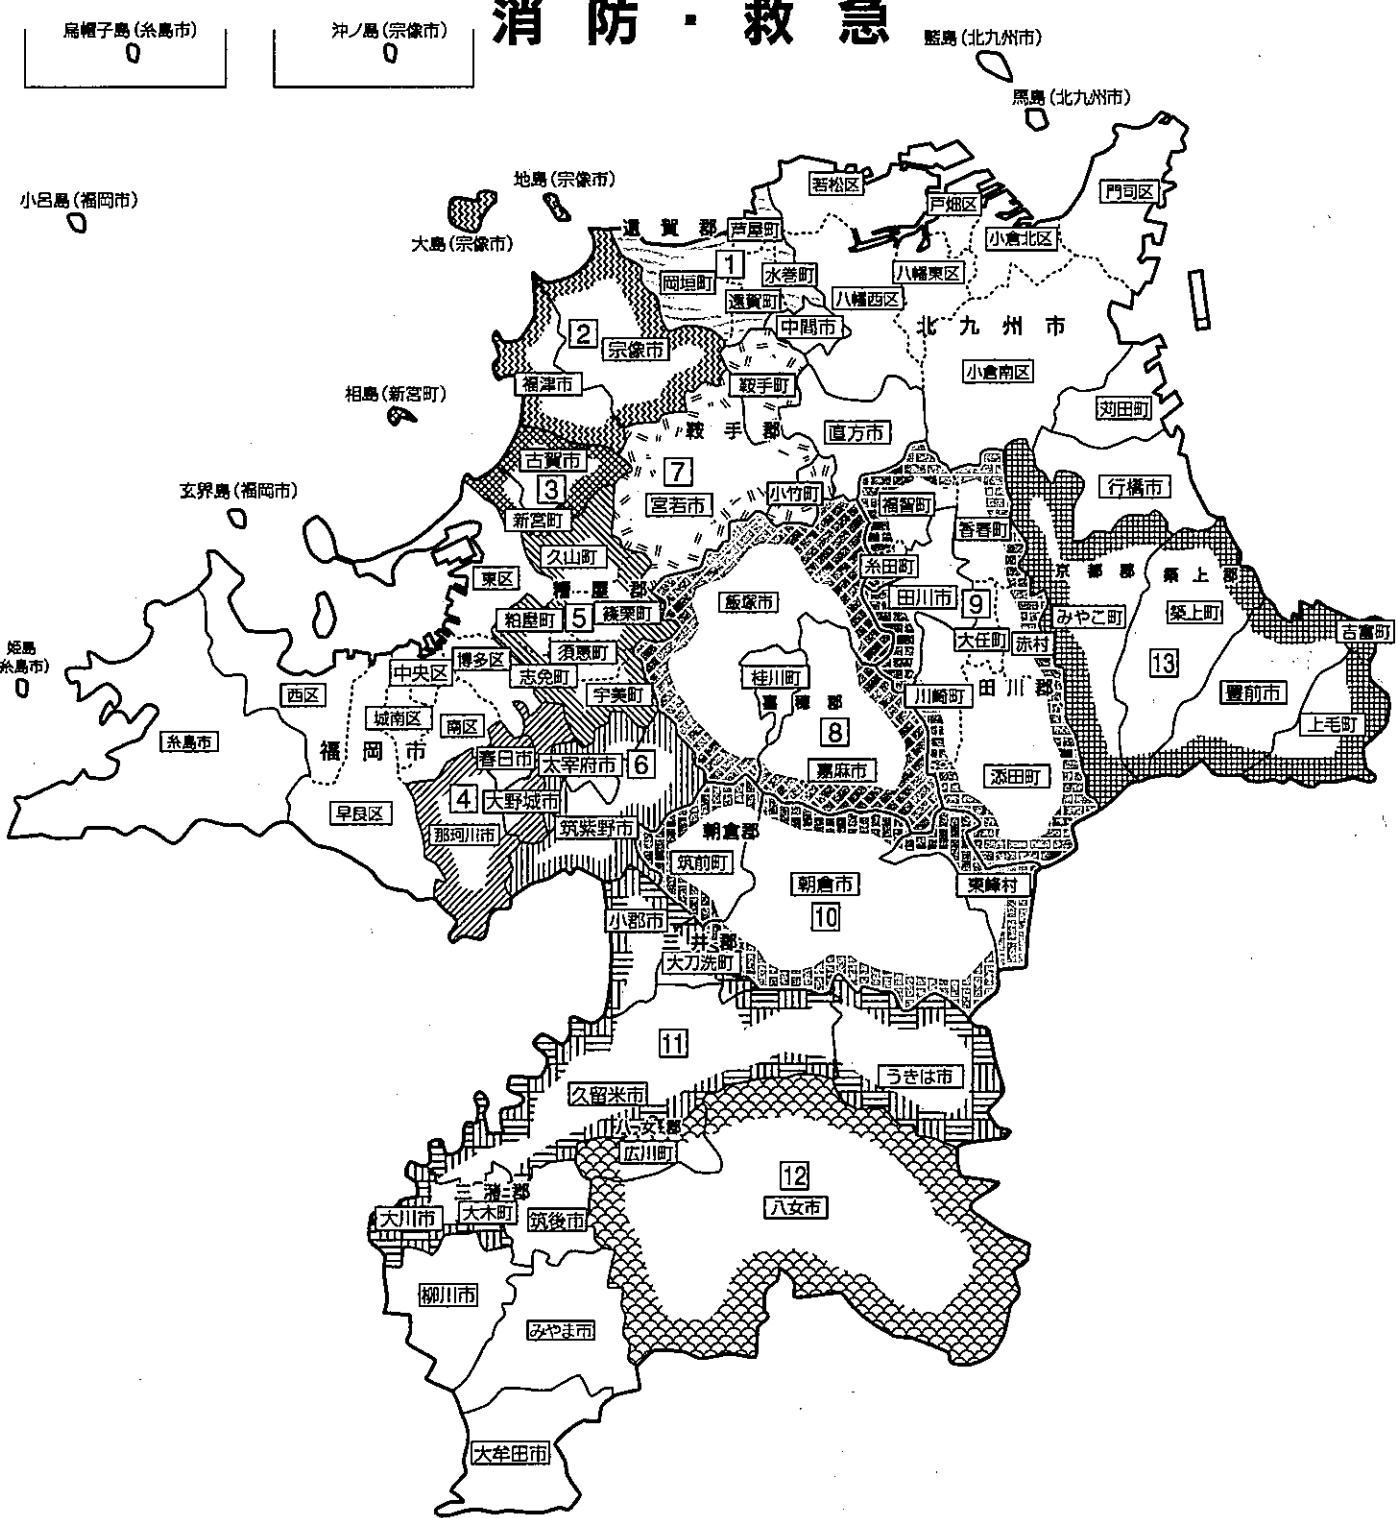 消防・救急
烏帽子島(糸島市)
沖ノ島(宗像市)
藍島(北九州市)
馬島(北九州市)
小呂島(福岡市)
地島(宗像市)
大島(宗像市)
相島(新宮町)
玄界島(福岡市)
姫島
糸島市)
若松区
戸畑区
門司区
小倉北区
遠賀郡
芦屋町
1
岡垣町
水巻町
遠賀町
中間市
八幡東区
八幡西区
北九州市
小倉南区
苅田町
2
宗像市
福津市
鞍手町
鞍手郡
直方市
行橋市
古賀市
3
新宮町
7
宮若市
小竹町
福智町
香春町
久山町
糟屋郡
東区
粕屋町
5
篠栗町
須恵町
志免町
宇美町
飯塚市
糸田町
田川市
9
大任町
赤村
京都郡
築上郡
みやこ町
築上町
吉富町
13
豊前市
上毛町
中央区
博多区
西区
城南区
南区
糸島市
福岡市
早良区
春日市
太宰府市
6
4
大野城市
那珂川市
筑紫野市
桂川町
嘉穂郡
8
嘉麻市
川崎町
田川郡
添田町
朝倉郡
筑前町
朝倉市
10
東峰村
小郡市
三井郡
大刀洗町
11
久留米市
うきは市
八女郡
広川町
12
八女市
三潴郡
大川市
大木町
筑後市
柳川市
みやま市
大牟田市